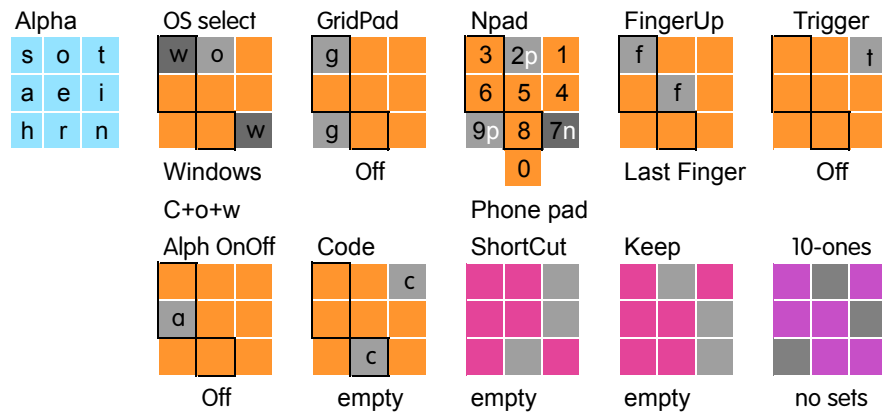 Alpha OS select GridPad Npad FingerUp Trigger
s o t w o g 3 2p 1 f t
a e i 6 5 4 f
h r n w g 9p 8 7n
Windows Off 0 Last Finger Off
C+o+w Phone pad
Alph OnOff Code ShortCut Keep 10-ones
c
a
c
Off empty empty empty no sets